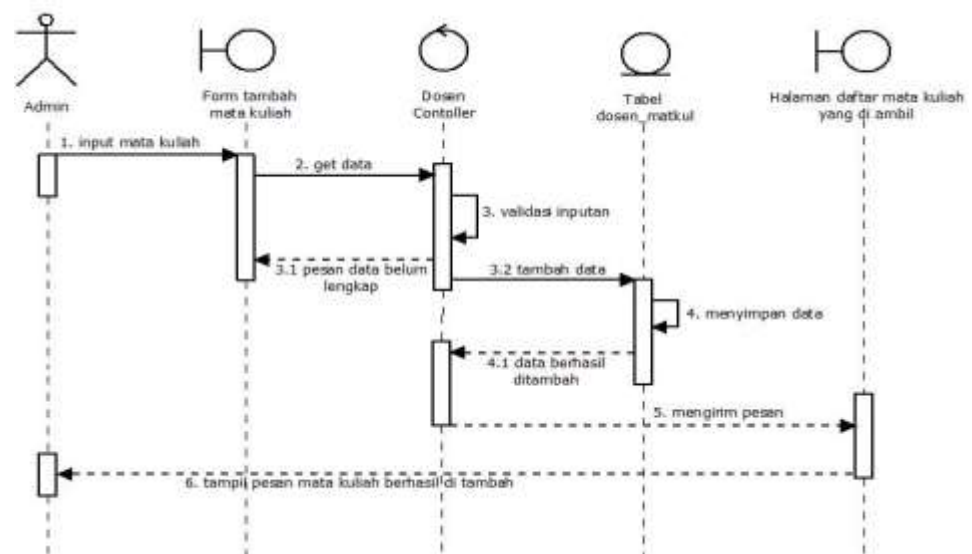 Admin
Form tambah
mata kuliah
Dosen
Contoller
Tabel
dosen_matkul
Halaman daftar mata kuliah
yang di ambil
1. input mata kuliah
2. get data
3. validasi inputan
3.1 pesan data belum
lengkap
3.2 tambah data
4. menyimpan data
4.1 data berhasil
ditambah
5. mengirim pesan
6. tampil pesan mata kuliah berhasil di tambah